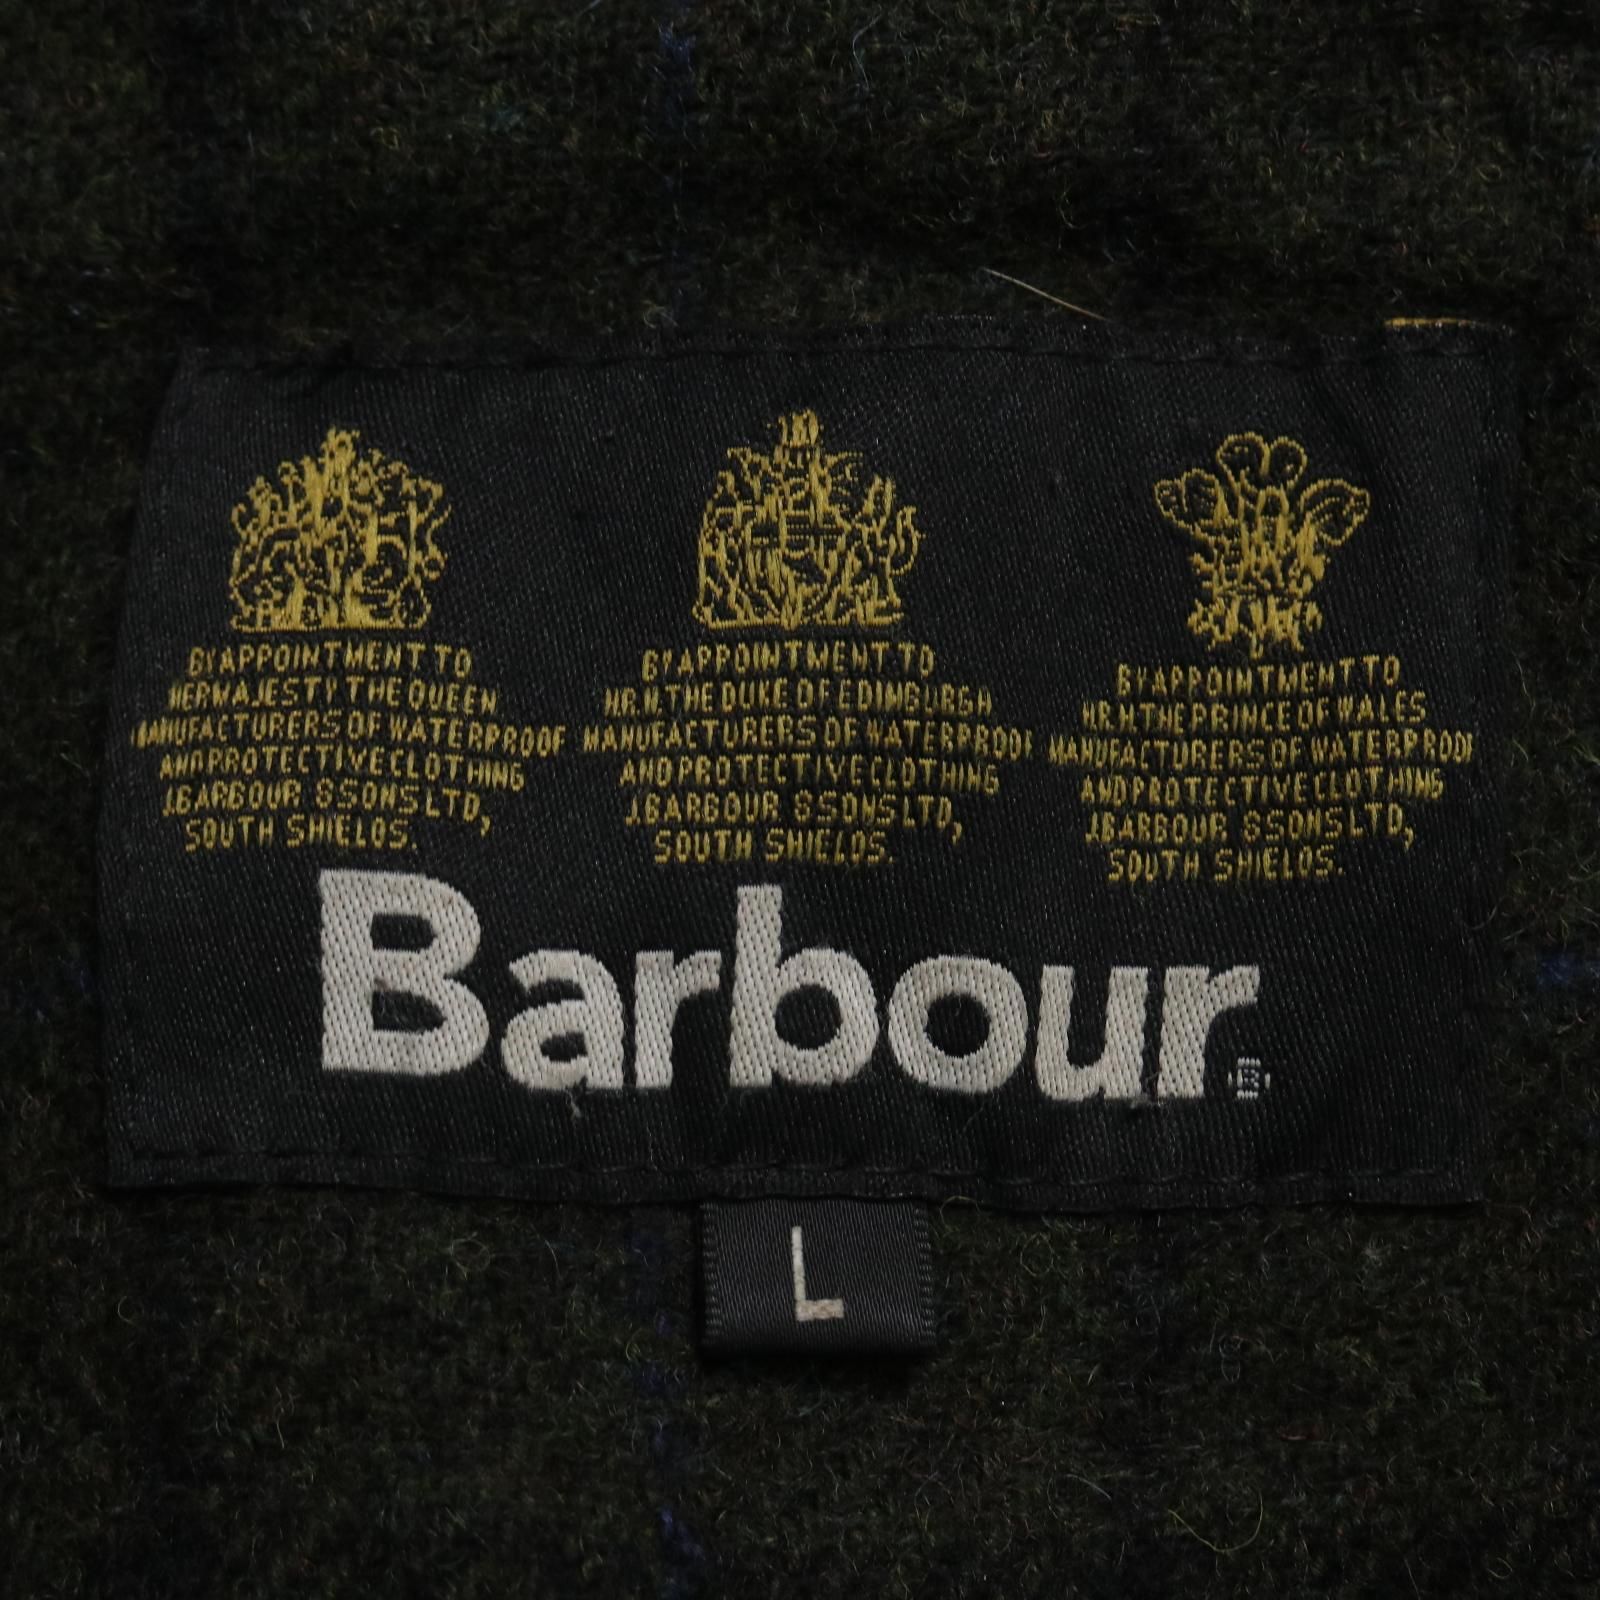 BY APPOINTMENT TO
HER MAJESTY THE QUEEN
MANUFACTURERS OF WATERPROOF
AND PROTECTIVE CLOTHING
J.BARBOUR & SONS LTD,
SOUTH SHIELDS.
BY APPOINTMENT TO
H.R.H. THE DUKE OF EDINBURGH
MANUFACTURERS OF WATERPROOF
AND PROTECTIVE CLOTHING
J.BARBOUR & SONS LTD,
SOUTH SHIELDS.
BY APPOINTMENT TO
H.R.H. THE PRINCE OF WALES
MANUFACTURERS OF WATERPROOF
AND PROTECTIVE CLOTHING
J.BARBOUR & SONS LTD,
SOUTH SHIELDS.
Barbour®
L